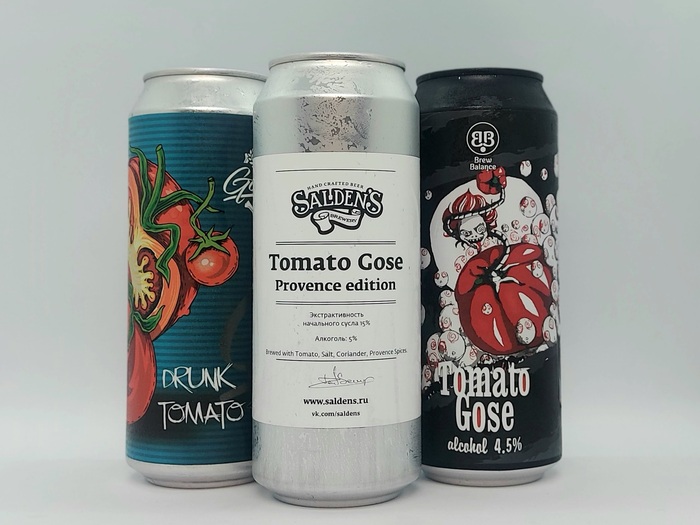 DRUNK
TOMATO
HAND CRAFTED BEER
SALDEN'S
BREWERY
Tomato Gose
Provence edition
Экстрактивность
начального сусла 15%
Алкоголь: 5%
Brewed with Tomato, Salt, Coriander, Provence Spices.
www.saldens.ru
vk.com/saldens
BB
Brew
Balance
Tomato
Gose
alcohol 4.5%